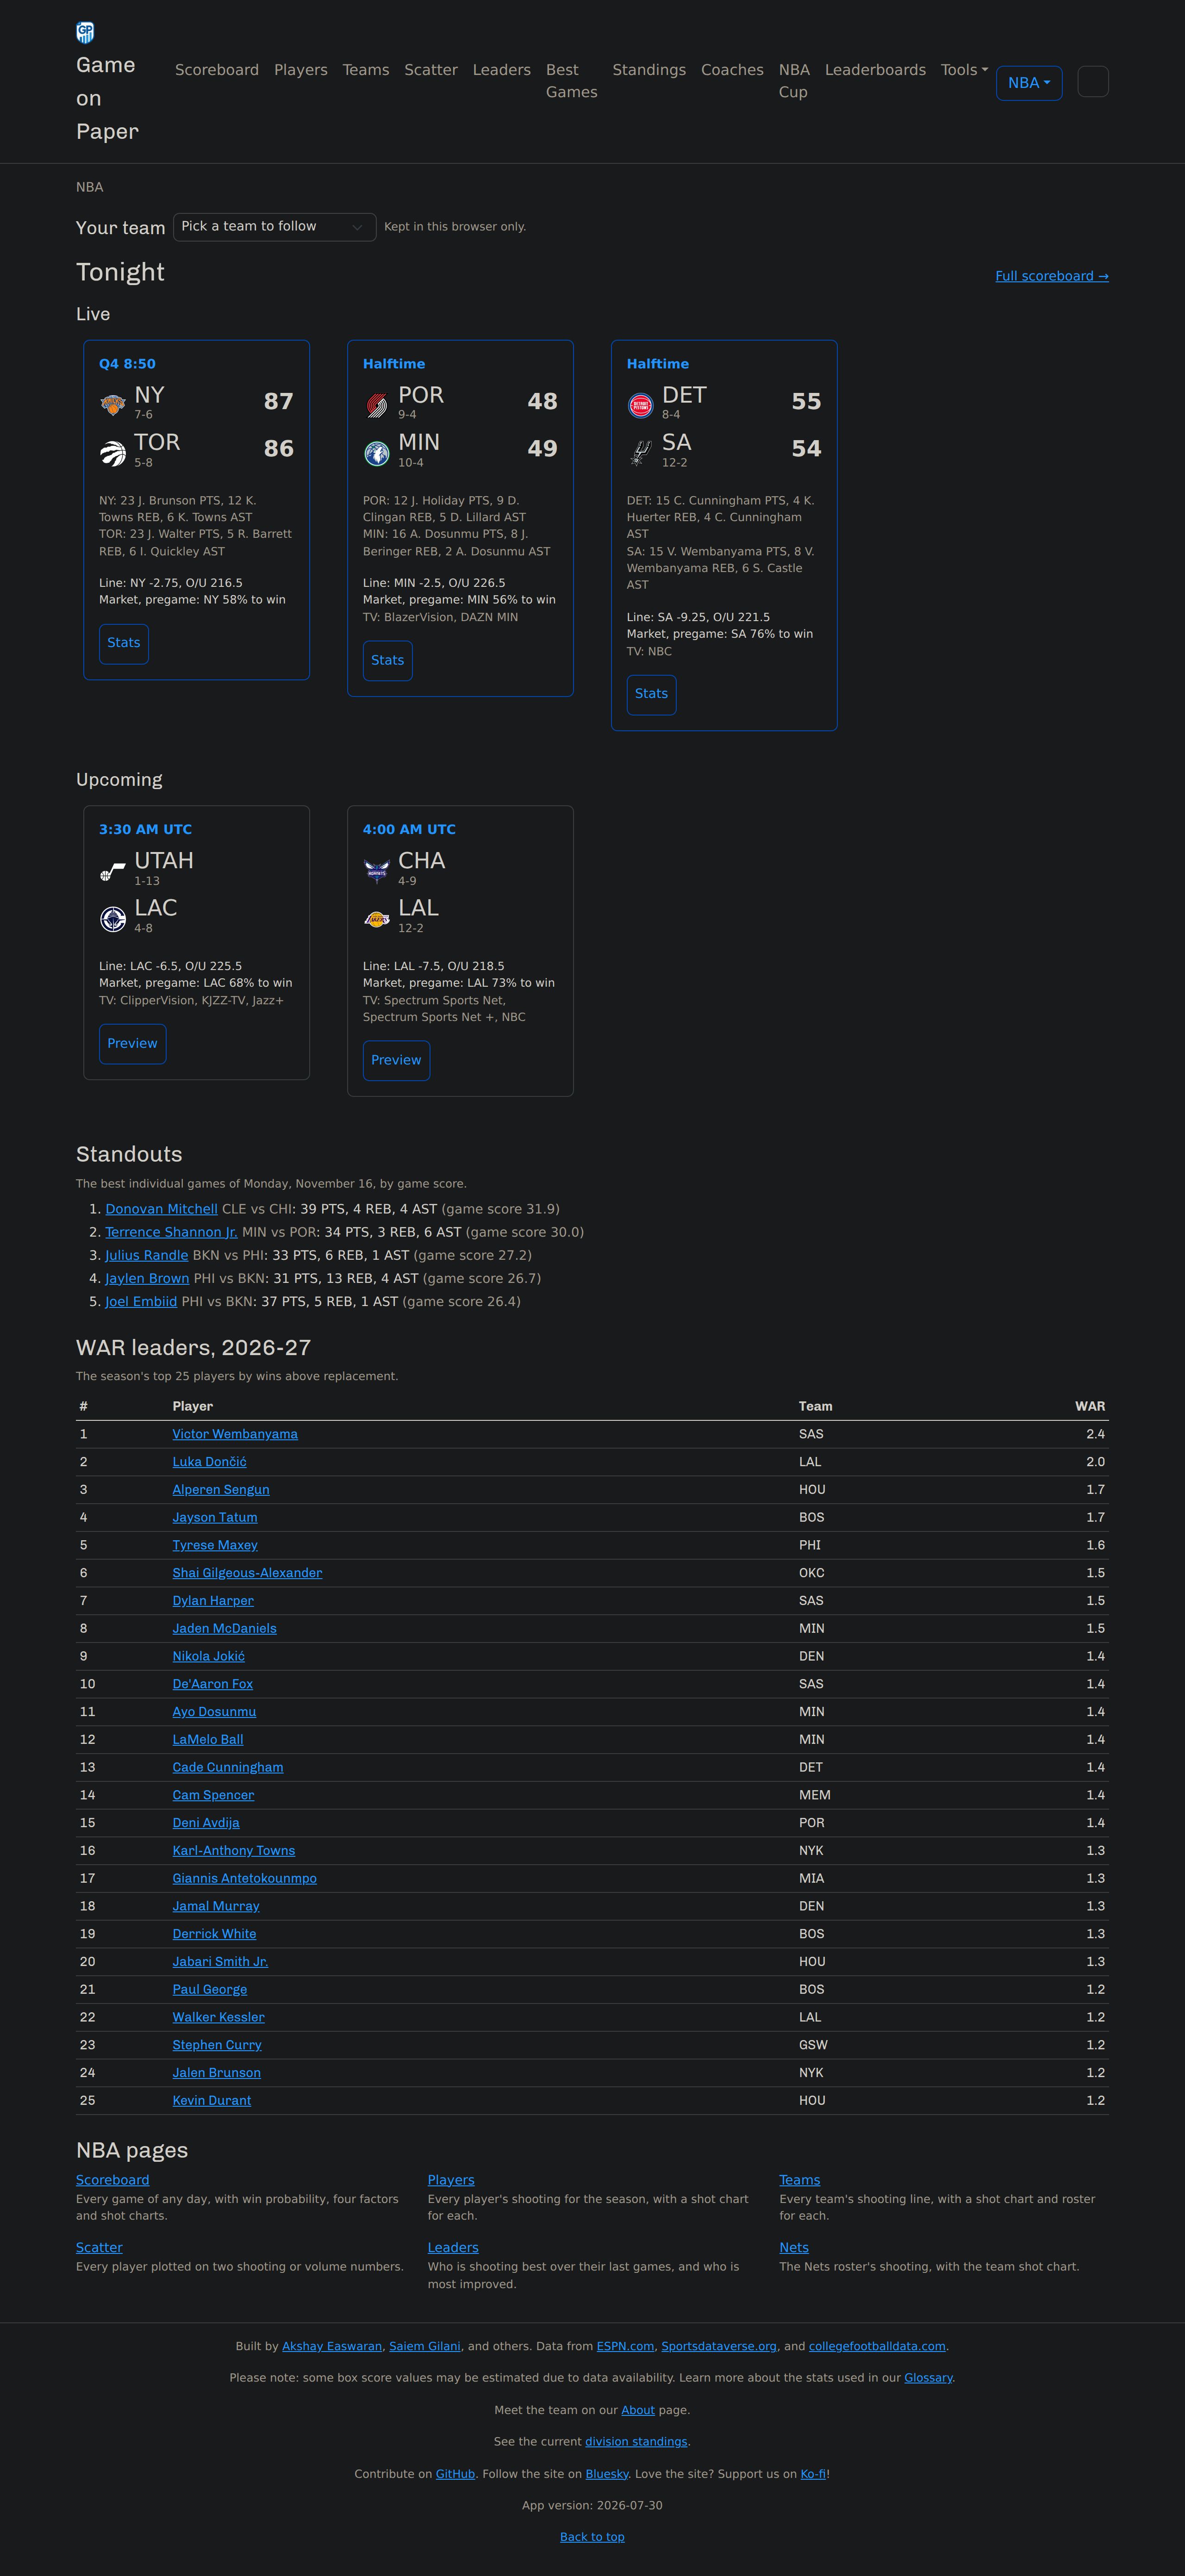 GP
Game
on
Paper
Scoreboard Players Teams Scatter Leaders Best Games Standings Coaches NBA Cup Leaderboards Tools
NBA
NBA
Your team Pick a team to follow Kept in this browser only.
Tonight
Full scoreboard →
Live
Q4 8:50
NY 87
7-6
TOR 86
5-8
NY: 23 J. Brunson PTS, 12 K.
Towns REB, 6 K. Towns AST
TOR: 23 J. Walter PTS, 5 R. Barrett
REB, 6 I. Quickley AST
Line: NY -2.75, O/U 216.5
Market, pregame: NY 58% to win
Stats
Halftime
POR 48
9-4
MIN 49
10-4
POR: 12 J. Holiday PTS, 9 D.
Clingan REB, 5 D. Lillard AST
MIN: 16 A. Dosunmu PTS, 8 J.
Beringer REB, 2 A. Dosunmu AST
Line: MIN -2.5, O/U 226.5
Market, pregame: MIN 56% to win
TV: BlazerVision, DAZN MIN
Stats
Halftime
DET 55
8-4
SA 54
12-2
DET: 15 C. Cunningham PTS, 4 K.
Huerter REB, 4 C. Cunningham
AST
SA: 15 V. Wembanyama PTS, 8 V.
Wembanyama REB, 6 S. Castle
AST
Line: SA -9.25, O/U 221.5
Market, pregame: SA 76% to win
TV: NBC
Stats
Upcoming
3:30 AM UTC
UTAH
1-13
LAC
4-8
Line: LAC -6.5, O/U 225.5
Market, pregame: LAC 68% to win
TV: ClipperVision, KJZZ-TV, Jazz+
Preview
4:00 AM UTC
CHA
4-9
LAL
12-2
Line: LAL -7.5, O/U 218.5
Market, pregame: LAL 73% to win
TV: Spectrum Sports Net,
Spectrum Sports Net +, NBC
Preview
Standouts
The best individual games of Monday, November 16, by game score.
1. Donovan Mitchell CLE vs CHI: 39 PTS, 4 REB, 4 AST (game score 31.9)
2. Terrence Shannon Jr. MIN vs POR: 34 PTS, 3 REB, 6 AST (game score 30.0)
3. Julius Randle BKN vs PHI: 33 PTS, 6 REB, 1 AST (game score 27.2)
4. Jaylen Brown PHI vs BKN: 31 PTS, 13 REB, 4 AST (game score 26.7)
5. Joel Embiid PHI vs BKN: 37 PTS, 5 REB, 1 AST (game score 26.4)
WAR leaders, 2026-27
The season's top 25 players by wins above replacement.
# Player Team WAR
1 Victor Wembanyama SAS 2.4
2 Luka Dončić LAL 2.0
3 Alperen Sengun HOU 1.7
4 Jayson Tatum BOS 1.7
5 Tyrese Maxey PHI 1.6
6 Shai Gilgeous-Alexander OKC 1.5
7 Dylan Harper SAS 1.5
8 Jaden McDaniels MIN 1.5
9 Nikola Jokić DEN 1.4
10 De'Aaron Fox SAS 1.4
11 Ayo Dosunmu MIN 1.4
12 LaMelo Ball MIN 1.4
13 Cade Cunningham DET 1.4
14 Cam Spencer MEM 1.4
15 Deni Avdija POR 1.4
16 Karl-Anthony Towns NYK 1.3
17 Giannis Antetokounmpo MIA 1.3
18 Jamal Murray DEN 1.3
19 Derrick White BOS 1.3
20 Jabari Smith Jr. HOU 1.3
21 Paul George BOS 1.2
22 Walker Kessler LAL 1.2
23 Stephen Curry GSW 1.2
24 Jalen Brunson NYK 1.2
25 Kevin Durant HOU 1.2
NBA pages
Scoreboard
Every game of any day, with win probability, four factors
and shot charts.
Players
Every player's shooting for the season, with a shot chart
for each.
Teams
Every team's shooting line, with a shot chart and roster
for each.
Scatter
Every player plotted on two shooting or volume numbers.
Leaders
Who is shooting best over their last games, and who is
most improved.
Nets
The Nets roster's shooting, with the team shot chart.
Built by Akshay Easwaran, Saiem Gilani, and others. Data from ESPN.com, Sportsdataverse.org, and collegefootballdata.com.
Please note: some box score values may be estimated due to data availability. Learn more about the stats used in our Glossary.
Meet the team on our About page.
See the current division standings.
Contribute on GitHub. Follow the site on Bluesky. Love the site? Support us on Ko-fi!
App version: 2026-07-30
Back to top